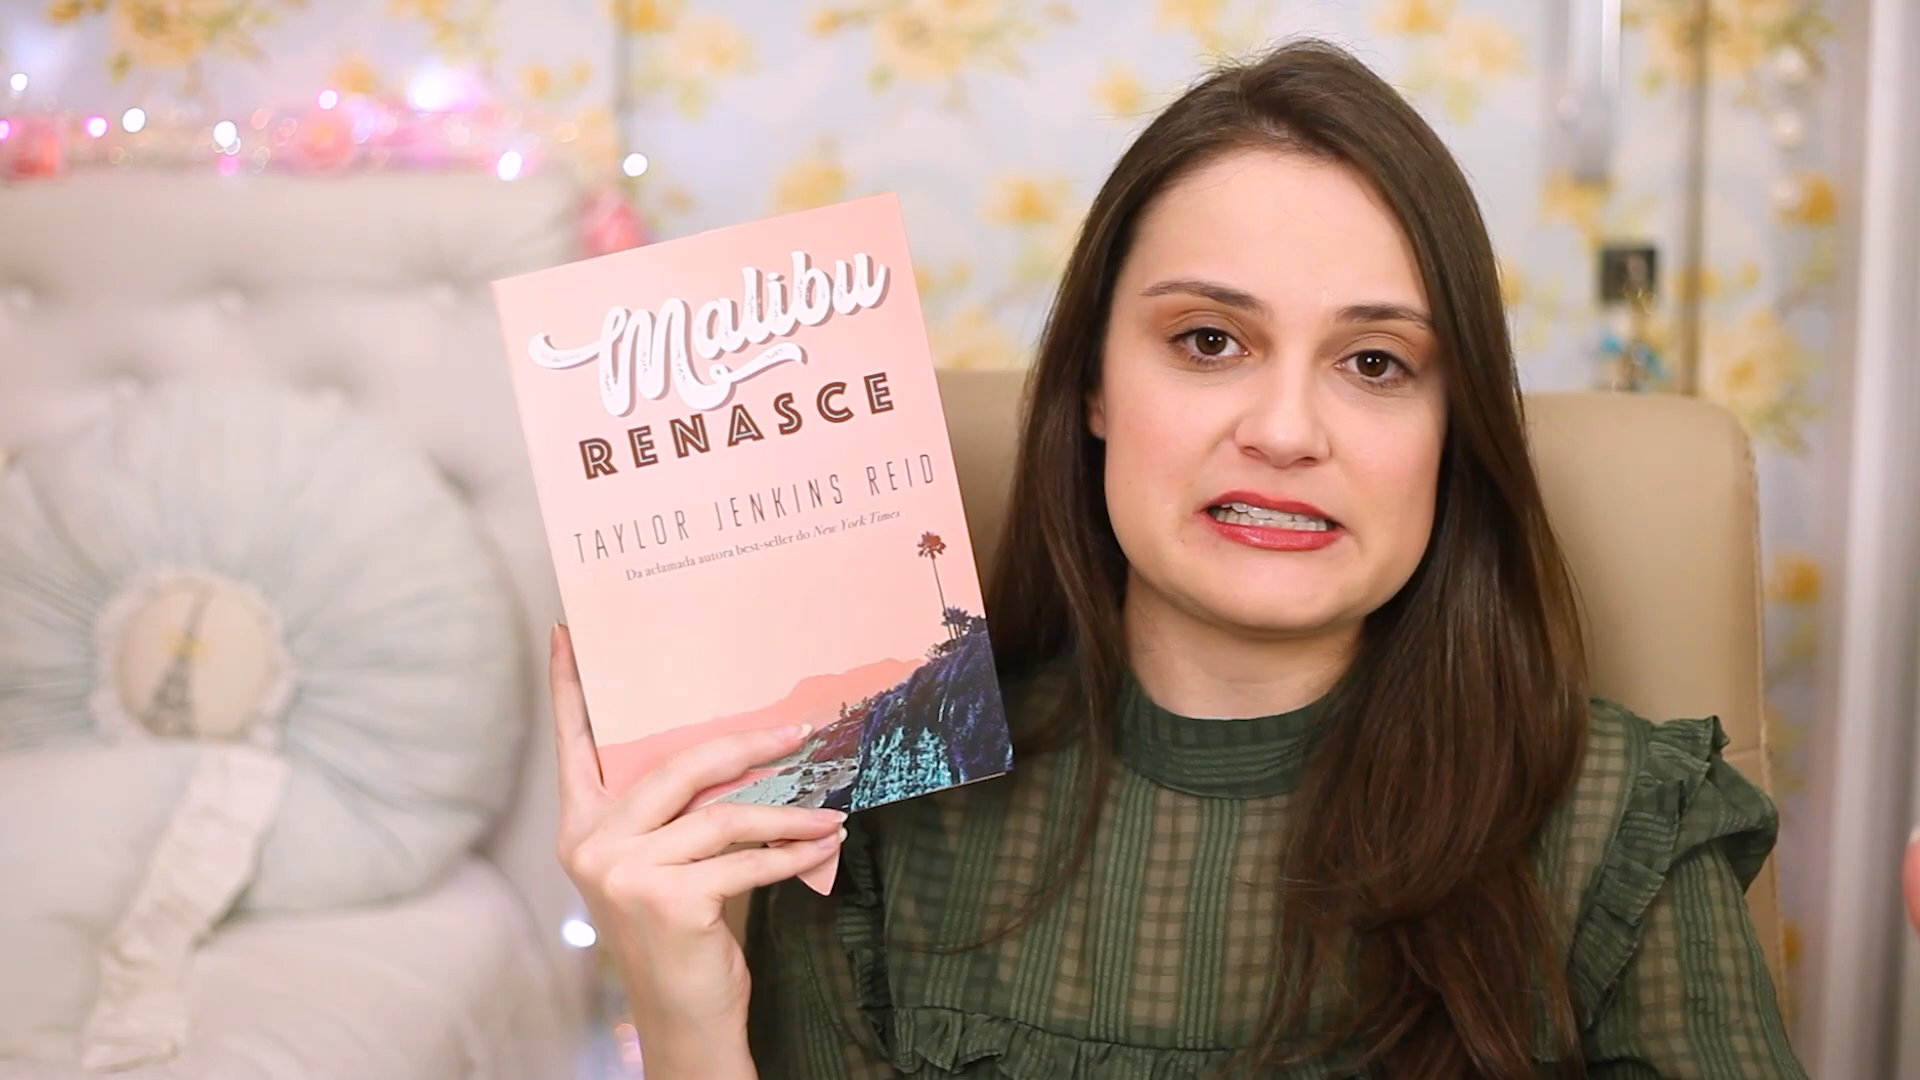 Malibu
RENASCE
TAYLOR JENKINS REID
Da aclamada autora best-seller do New York Times